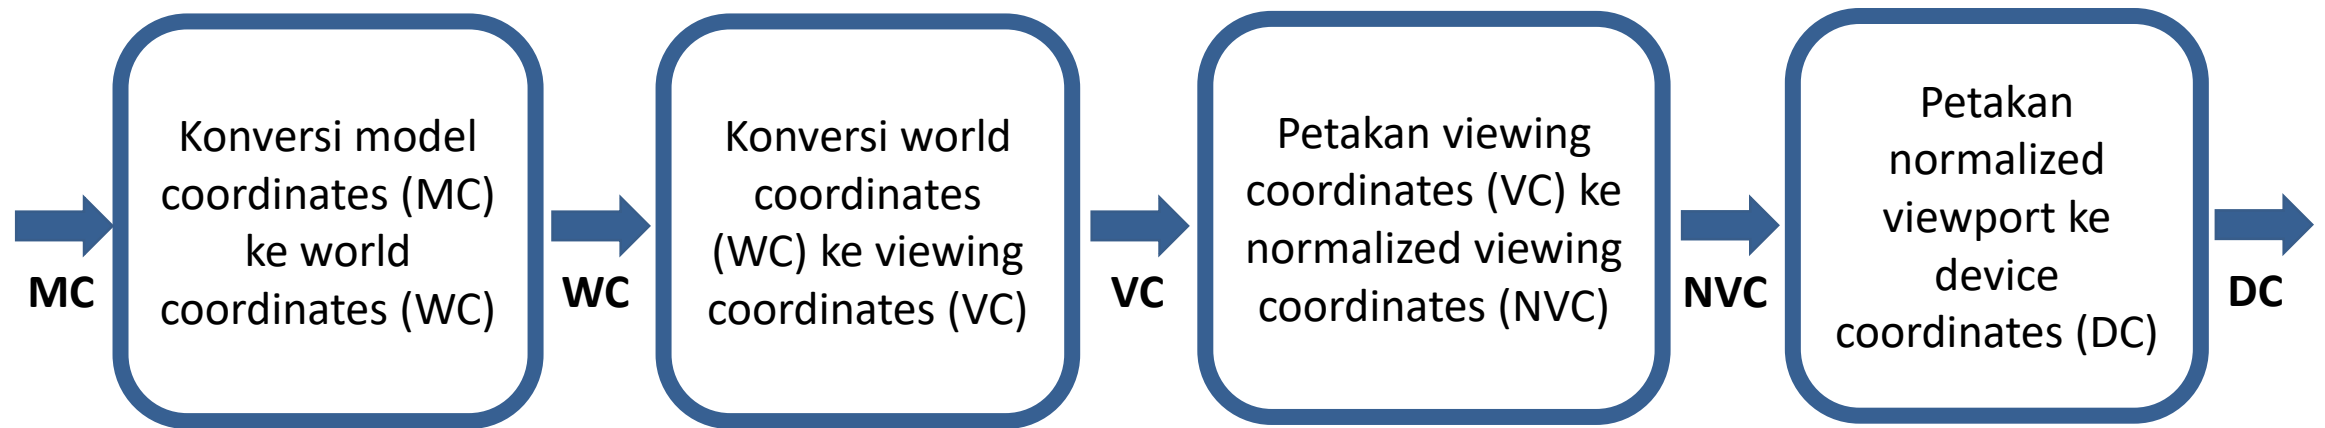 MC
Konversi model
coordinates (MC)
ke world
coordinates (WC)
WC
Konversi world
coordinates
(WC) ke viewing
coordinates (VC)
VC
Petakan viewing
coordinates (VC) ke
normalized viewing
coordinates (NVC)
NVC
Petakan
normalized
viewport ke
device
coordinates (DC)
DC